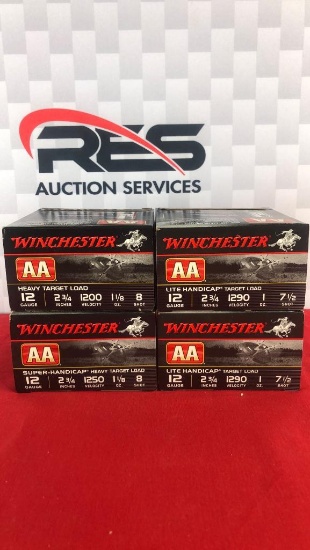 RES
AUCTION SERVICES
WINCHESTER
AA
HEAVY TARGET LOAD
12 2 3/4 1200 1 1/8 8
GAUGE INCHES VELOCITY OZ. SHOT
WINCHESTER
AA
LITE HANDICAP® TARGET LOAD
12 2 3/4 1290 1 7 1/2
GAUGE INCHES VELOCITY OZ. SHOT
WINCHESTER
AA
SUPER-HANDICAP® HEAVY TARGET LOAD
12 2 3/4 1250 1 1/8 8
GAUGE INCHES VELOCITY OZ. SHOT
WINCHESTER
AA
LITE HANDICAP® TARGET LOAD
12 2 3/4 1290 1 7 1/2
GAUGE INCHES VELOCITY OZ. SHOT